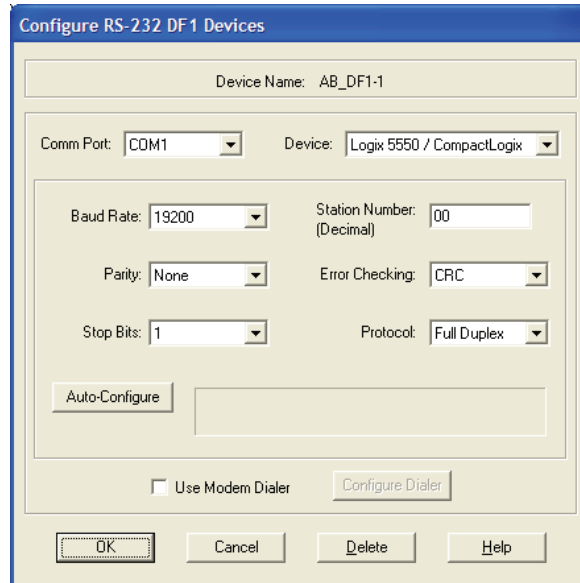 Configure RS-232 DF1 Devices
Device Name: AB_DF1-1
Comm Port: COM1 Device: Logix 5550 / CompactLogix
Baud Rate: 19200 Station Number: (Decimal) 00
Parity: None Error Checking: CRC
Stop Bits: 1 Protocol: Full Duplex
Auto-Configure
Use Modem Dialer Configure Dialer
OK Cancel Delete Help